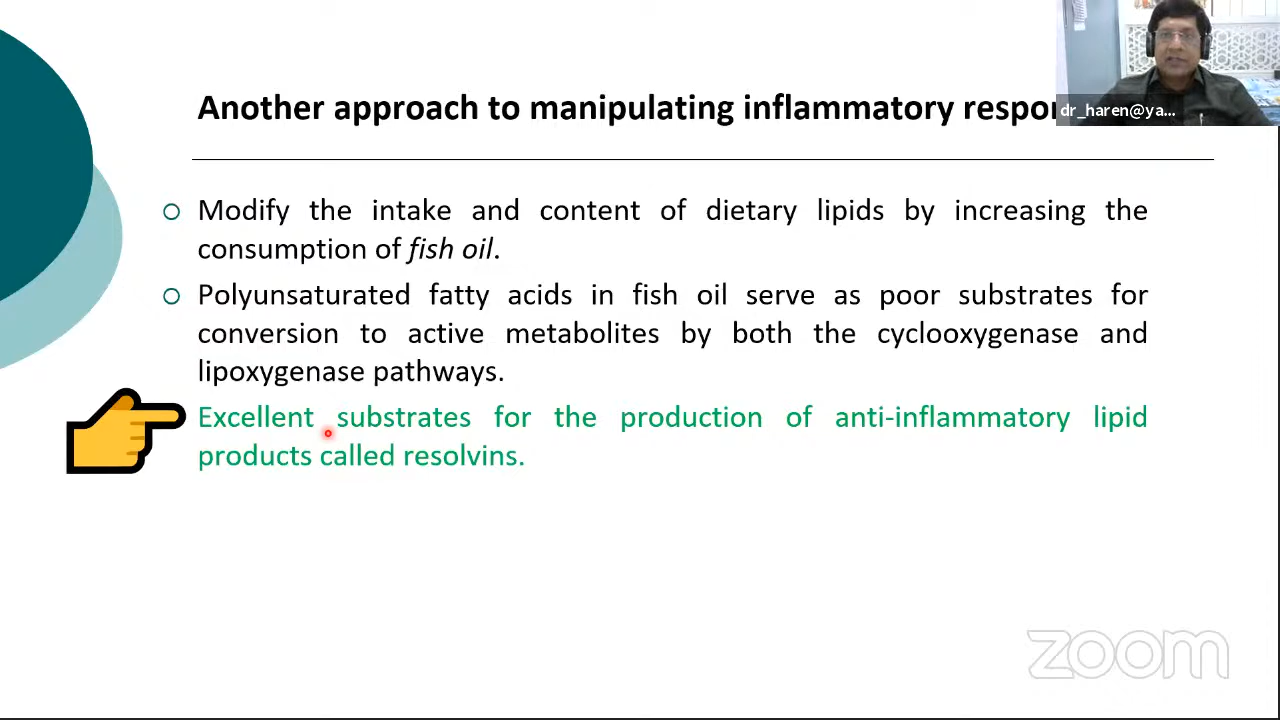 Another approach to manipulating inflammatory respon
dr_haren@ya...
Modify the intake and content of dietary lipids by increasing the
consumption of fish oil.
Polyunsaturated fatty acids in fish oil serve as poor substrates for
conversion to active metabolites by both the cyclooxygenase and
lipoxygenase pathways.
Excellent substrates for the production of anti-inflammatory lipid
products called resolvins.
zoom